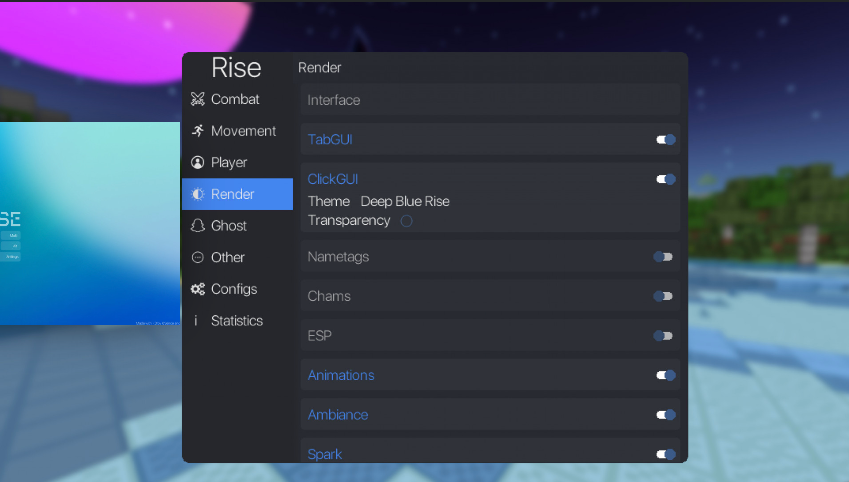 Rise
Combat
Movement
Player
Render
Ghost
Other
Configs
Statistics
Render
Interface
TabGUI
ClickGUI
Theme Deep Blue Rise
Transparency
Nametags
Chams
ESP
Animations
Ambiance
Spark
SE